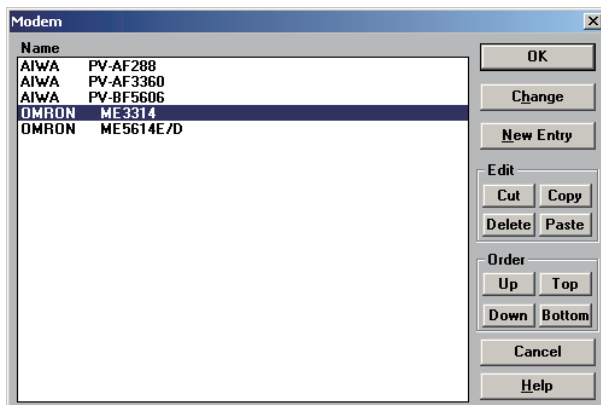 Modem
Name
AIWA PV-AF288
AIWA PV-AF3360
AIWA PV-BF5606
OMRON ME3314
OMRON ME5614E/D
OK
Change
New Entry
Edit
Cut Copy
Delete Paste
Order
Up Top
Down Bottom
Cancel
Help